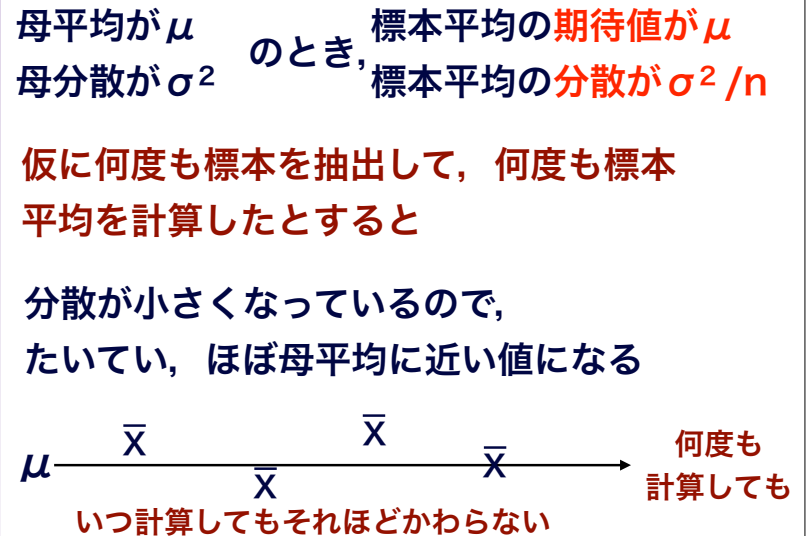 母平均がμ
母分散がσ²
のとき,
標本平均の期待値がμ
標本平均の分散がσ²/n
仮に何度も標本を抽出して，何度も標本
平均を計算したとすると
分散が小さくなっているので,
たいてい，ほぼ母平均に近い値になる
μ x̅ x̅ x̅ x̅
何度も
計算しても
いつ計算してもそれほどかわらない